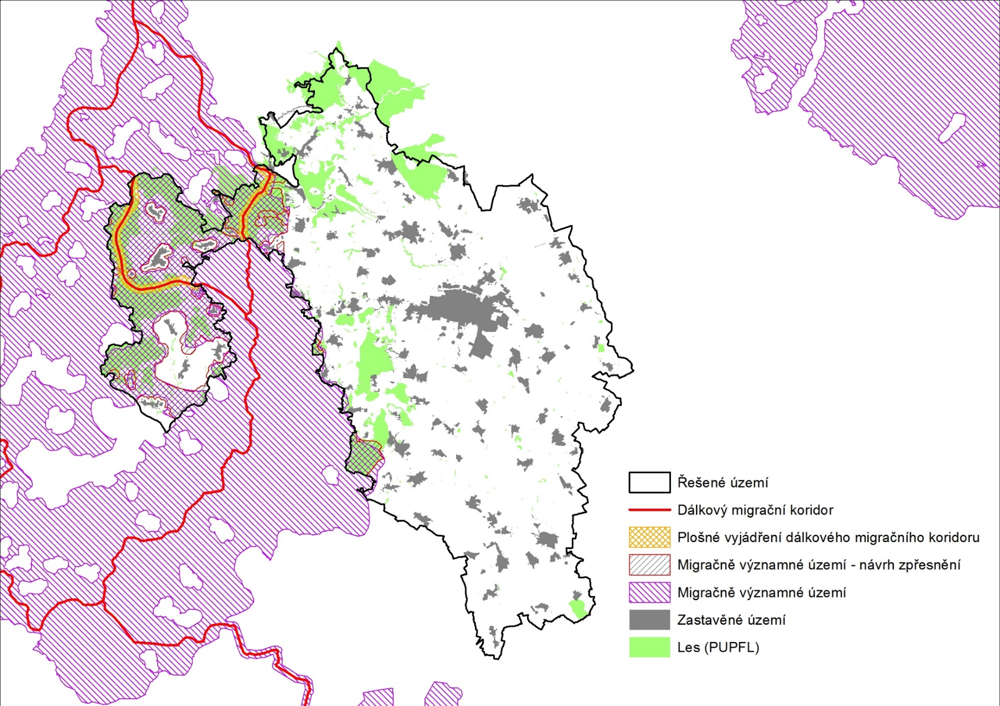 Řešené území
Dálkový migrační koridor
Plošné vyjádření dálkového migračního koridoru
Migračně významné území - návrh zpřesnění
Migračně významné území
Zastavěné území
Les (PUPFL)